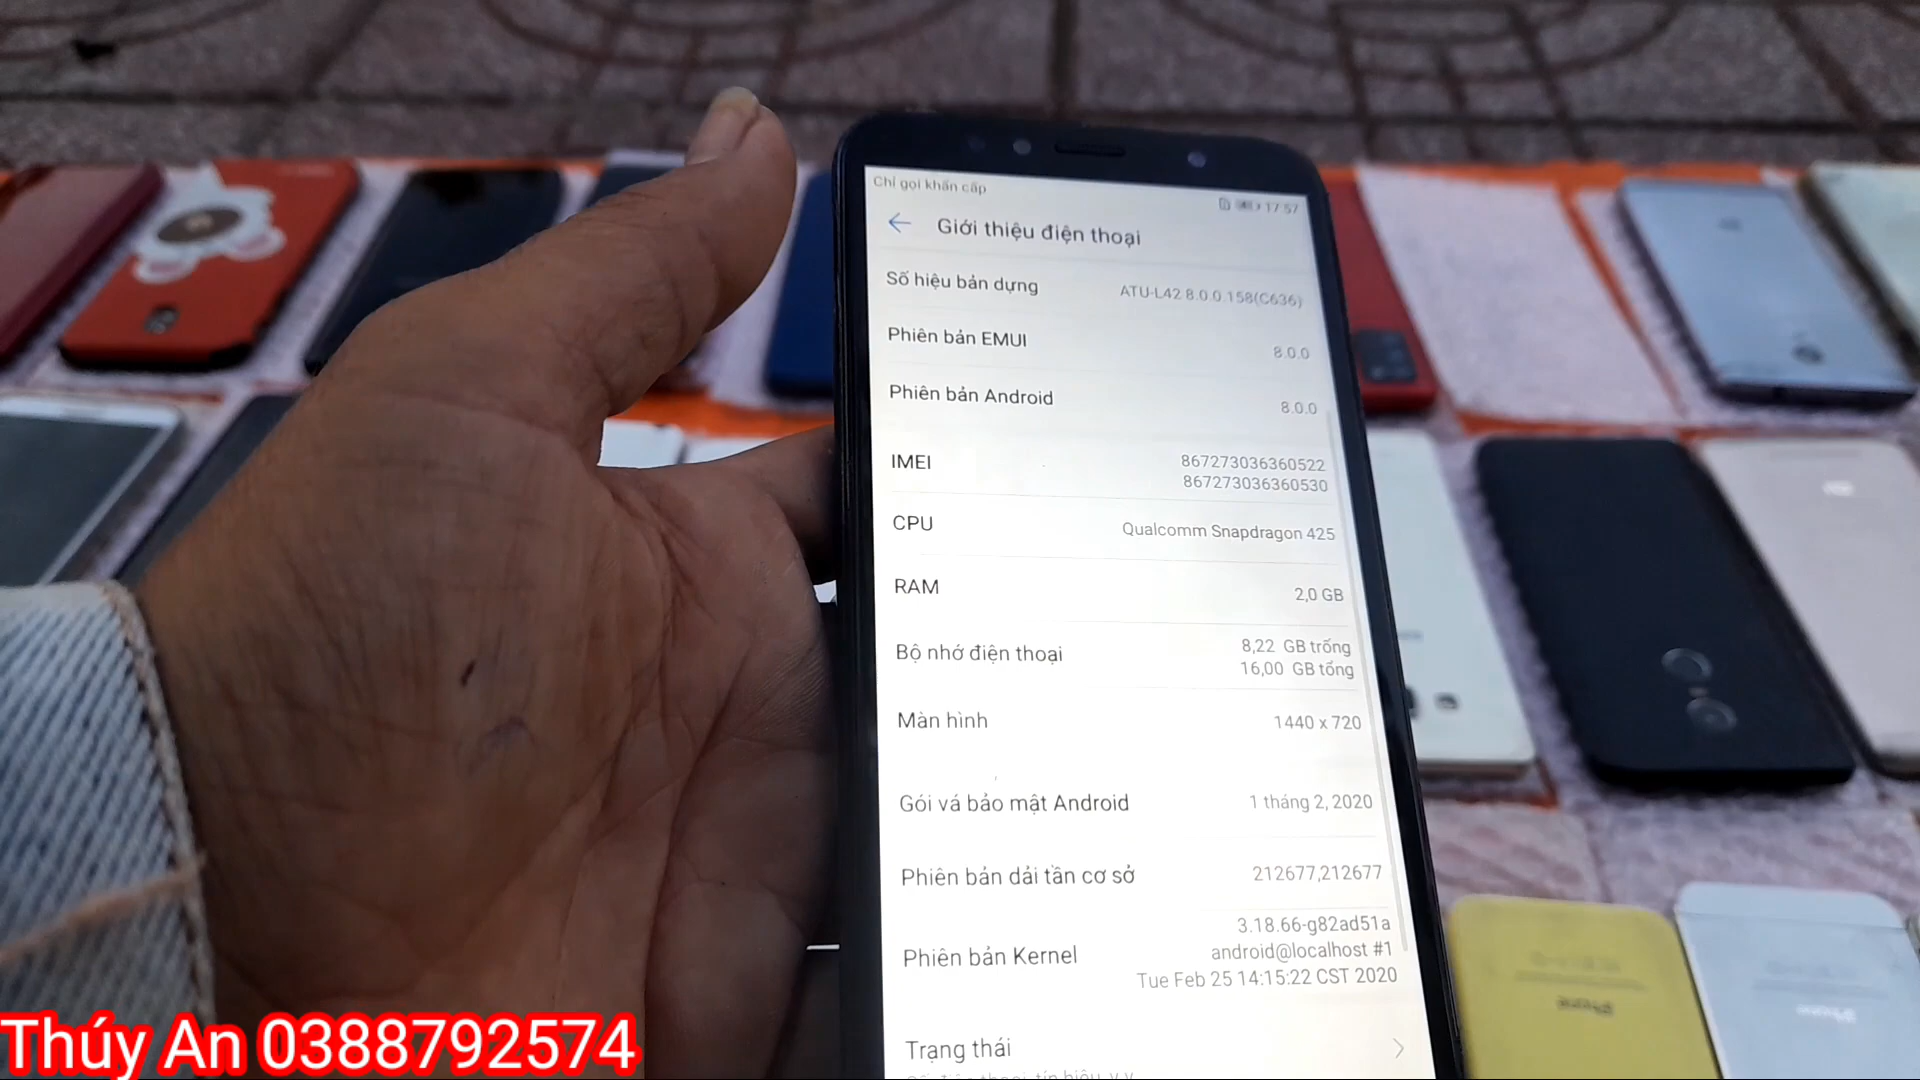 Chỉ gọi khẩn cấp
17:57
Giới thiệu điện thoại
Số hiệu bản dựng
ATU-L42 8.0.0.158(C636)
Phiên bản EMUI
8.0.0
Phiên bản Android
8.0.0
IMEI
867273036360522
867273036360530
CPU
Qualcomm Snapdragon 425
RAM
2,0 GB
Bộ nhớ điện thoại
8,22 GB trống
16,00 GB tổng
Màn hình
1440 x 720
Gói vá bảo mật Android
1 tháng 2, 2020
Phiên bản dải tần cơ sở
212677,212677
Phiên bản Kernel
3.18.66-g82ad51a
android@localhost #1
Tue Feb 25 14:15:22 CST 2020
Trạng thái
Thúy An 0388792574
iPhone